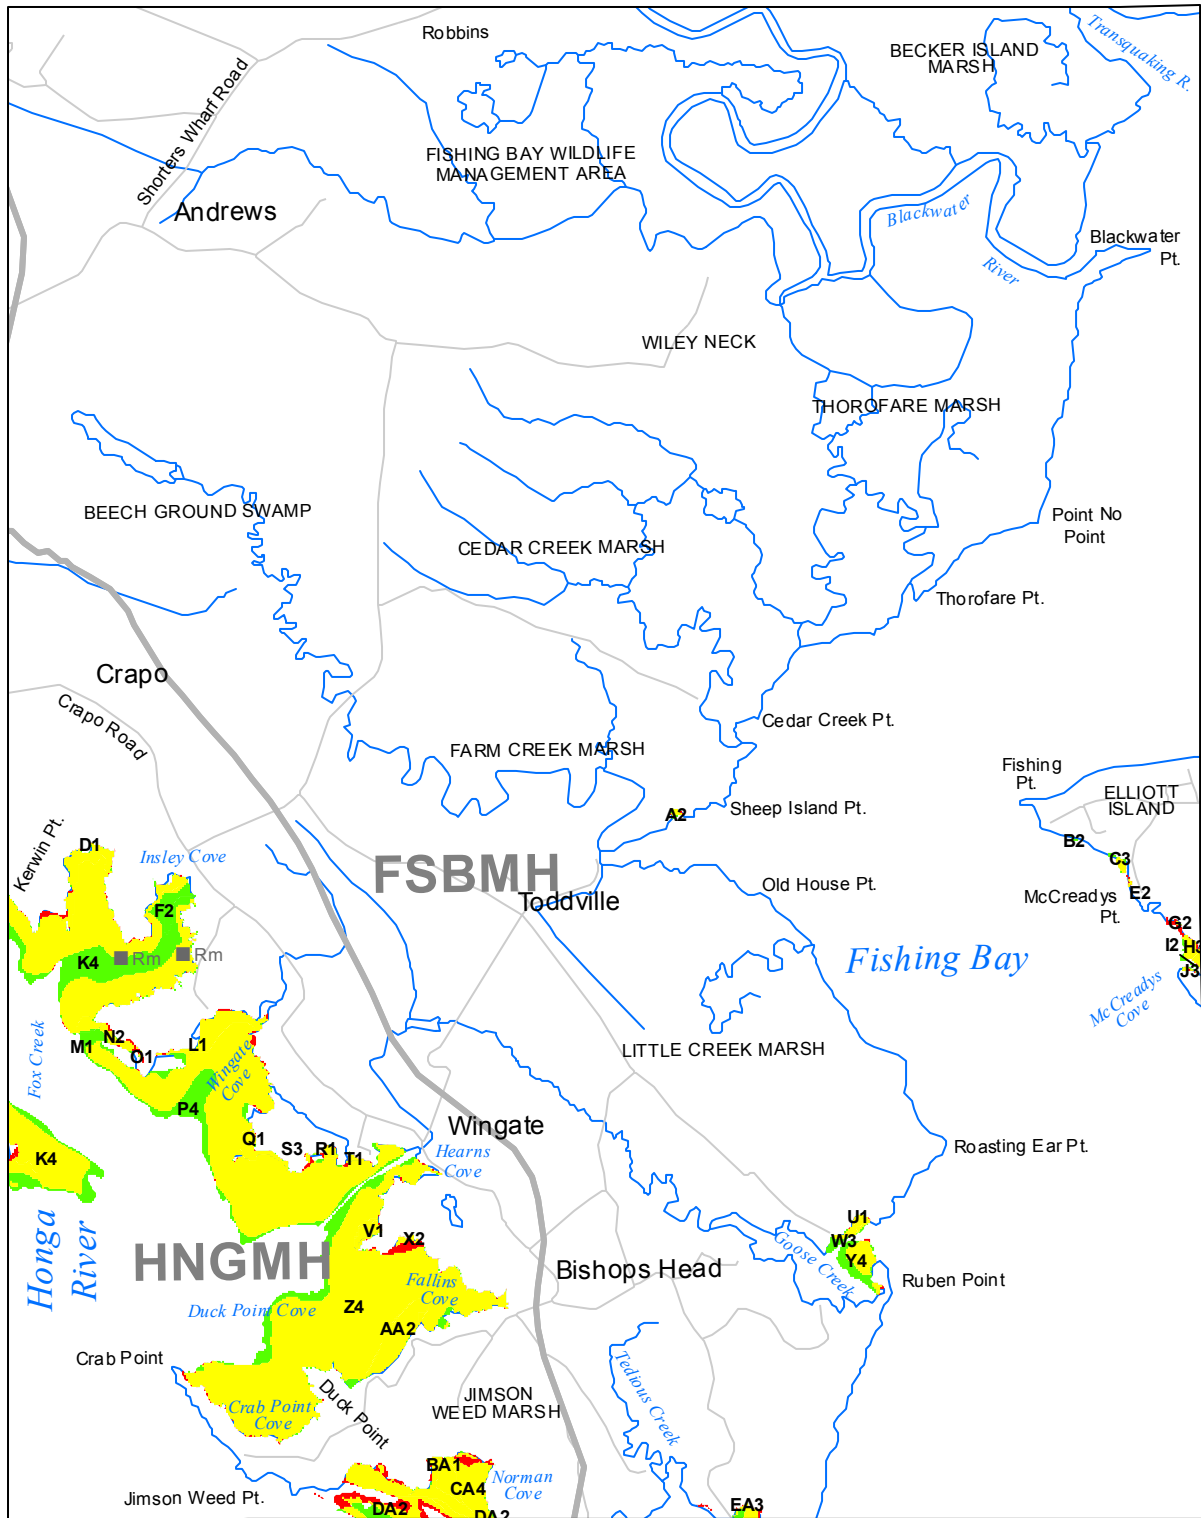 Robbins
BECKER ISLAND
MARSH
Transquaking R.
Shorters Wharf Road
FISHING BAY WILDLIFE
MANAGEMENT AREA
Andrews
Blackwater
River
Blackwater
Pt.
WILEY NECK
THOROFARE MARSH
BEECH GROUND SWAMP
CEDAR CREEK MARSH
Point No
Point
Thorofare Pt.
Crapo
Crapo Road
Cedar Creek Pt.
FARM CREEK MARSH
Fishing
Pt.
ELLIOTT
ISLAND
A2
Sheep Island Pt.
Kerwin Pt.
D1
Insley Cove
B2
C3
FSBMH
Old House Pt.
E2
McCreadys
Pt.
Toddville
F2
G2
I2
H3
J3
K4
Rm
Rm
Fishing Bay
McCreadys
Cove
Fox Creek
M1
N2
O1
L1
Wingate
Cove
LITTLE CREEK MARSH
P4
Wingate
Q1
S3
R1
T1
Hearns
Cove
Roasting Ear Pt.
K4
Honga
River
U1
V1
X2
W3
Y4
Goose Creek
HNGMH
Bishops Head
Ruben Point
Fallins
Cove
Duck Point Cove
Z4
AA2
Crab Point
Tedious Creek
Duck Point
JIMSON
WEED MARSH
Crab Point
Cove
BA1
CA4
Norman
Cove
Jimson Weed Pt.
DA2
DA2
EA3